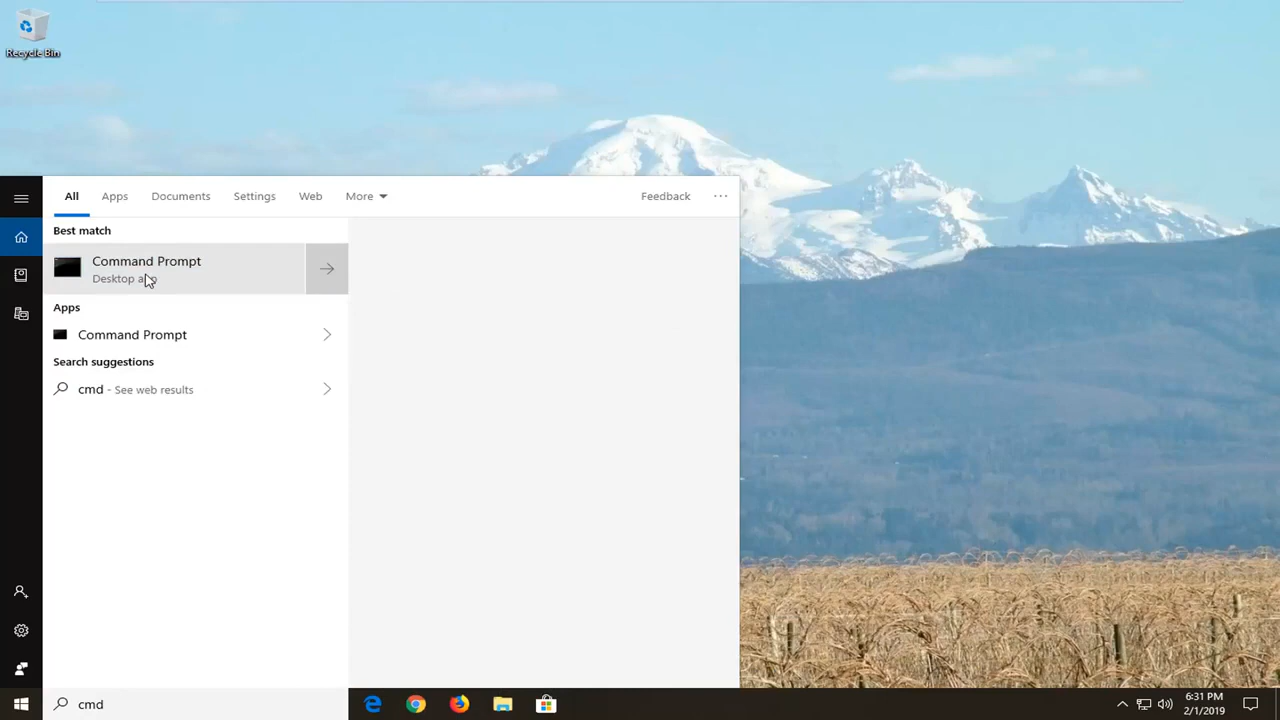 Recycle Bin
All
Apps
Documents
Settings
Web
More
Feedback
Best match
Command Prompt
Desktop app
Apps
Command Prompt
Search suggestions
cmd - See web results
cmd
6:31 PM
2/1/2019